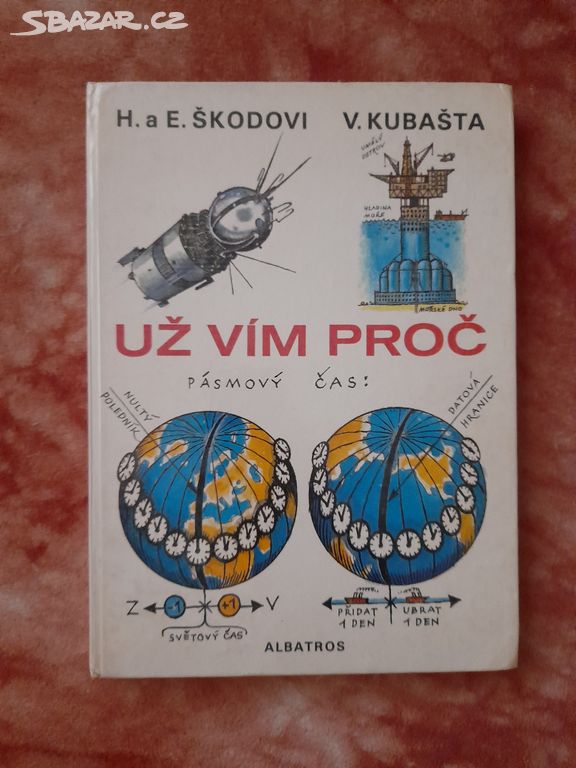 SBAZAR.CZ
H. a E. ŠKODOVI V. KUBAŠTA
UMĚLÝ
OSTROV
HLADINA
MOŘE
MOŘSKÉ DNO
UŽ VÍM PROČ
PÁSMOVÝ ČAS:
NULTÝ
POLEDNÍK
DATOVÁ
HRANICE
Z -1 +1 V
SVĚTOVÝ ČAS
PŘIDAT
1 DEN
UBRAT
1 DEN
ALBATROS